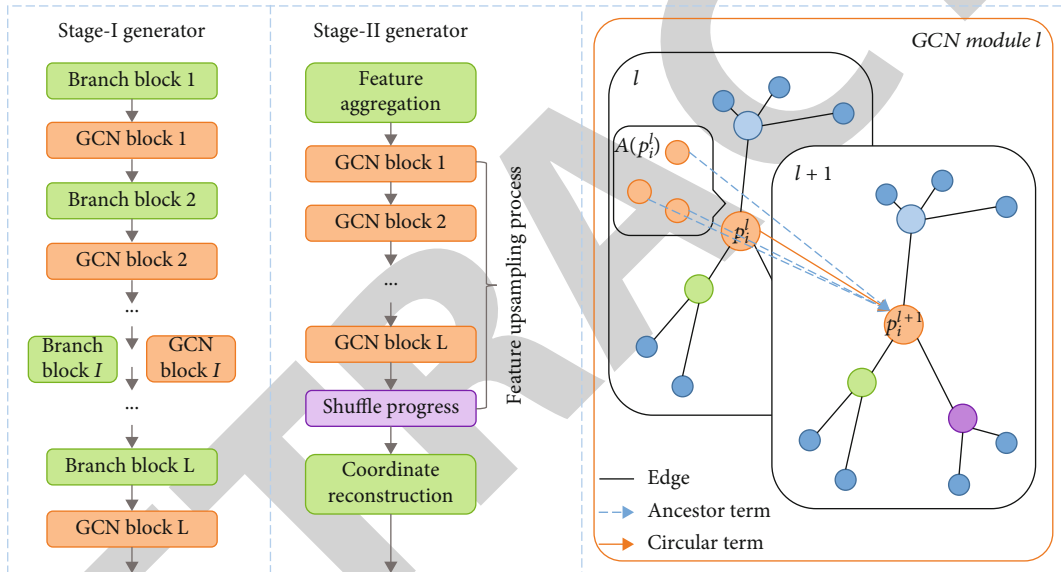 Stage-I generator
Branch block 1
GCN block 1
Branch block 2
GCN block 2
...
Branch
block I
GCN
block I
...
Branch block L
GCN block L
Stage-II generator
Feature
aggregation
GCN block 1
GCN block 2
...
GCN block L
Shuffle progress
Coordinate
reconstruction
Feature upsampling process
GCN module l
l
A(p_i^l)
p_i^l
l + 1
p_i^{l+1}
Edge
Ancestor term
Circular term
TRAC